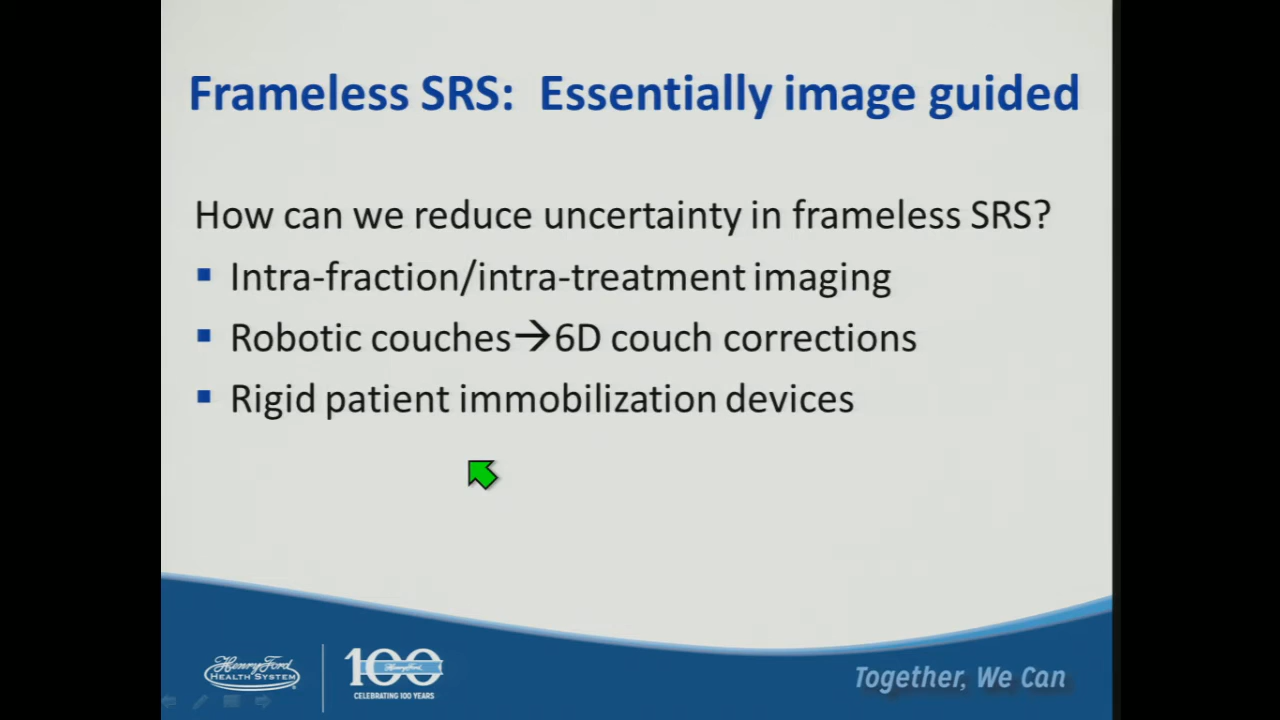 Frameless SRS: Essentially image guided
How can we reduce uncertainty in frameless SRS?
▪ Intra-fraction/intra-treatment imaging
▪ Robotic couches→6D couch corrections
▪ Rigid patient immobilization devices
Henry Ford
HEALTH SYSTEM
100
Henry Ford
CELEBRATING 100 YEARS
Together, We Can